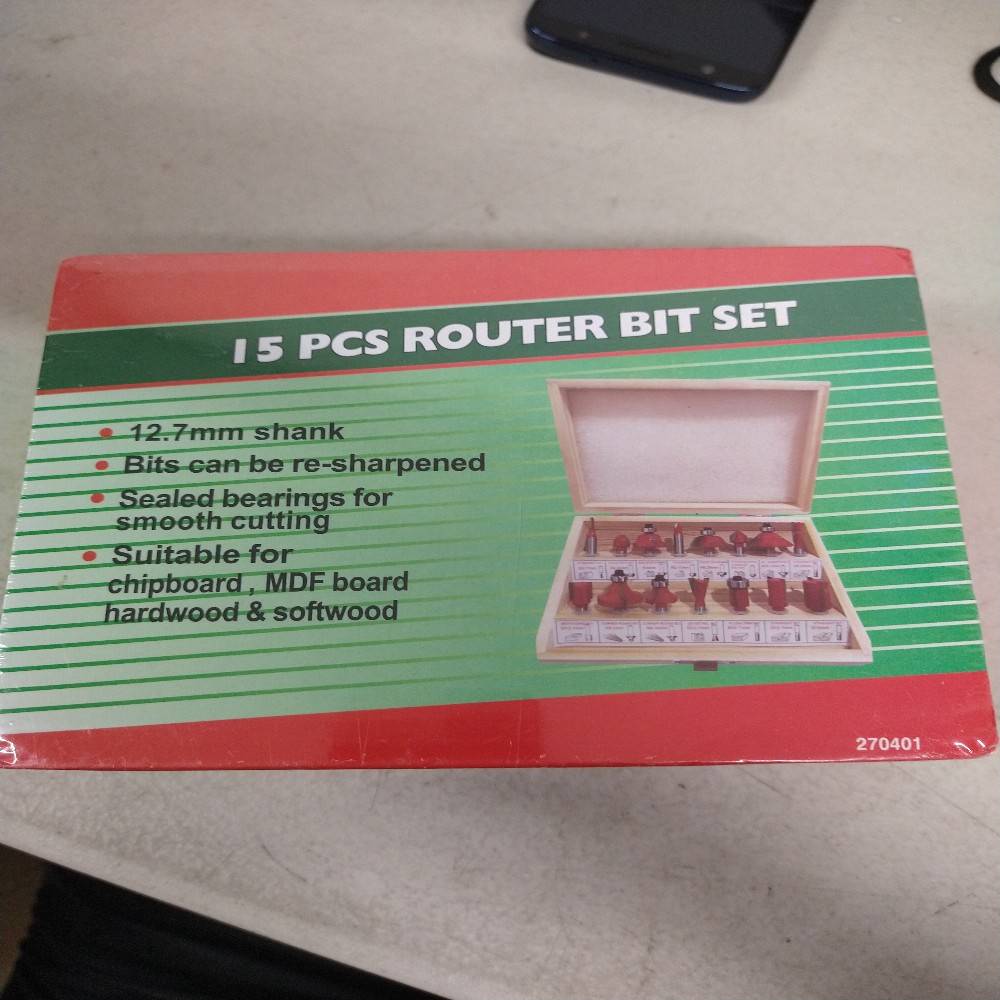 15 PCS ROUTER BIT SET
• 12.7mm shank
• Bits can be re-sharpened
• Sealed bearings for
smooth cutting
• Suitable for
chipboard , MDF board
hardwood & softwood
270401